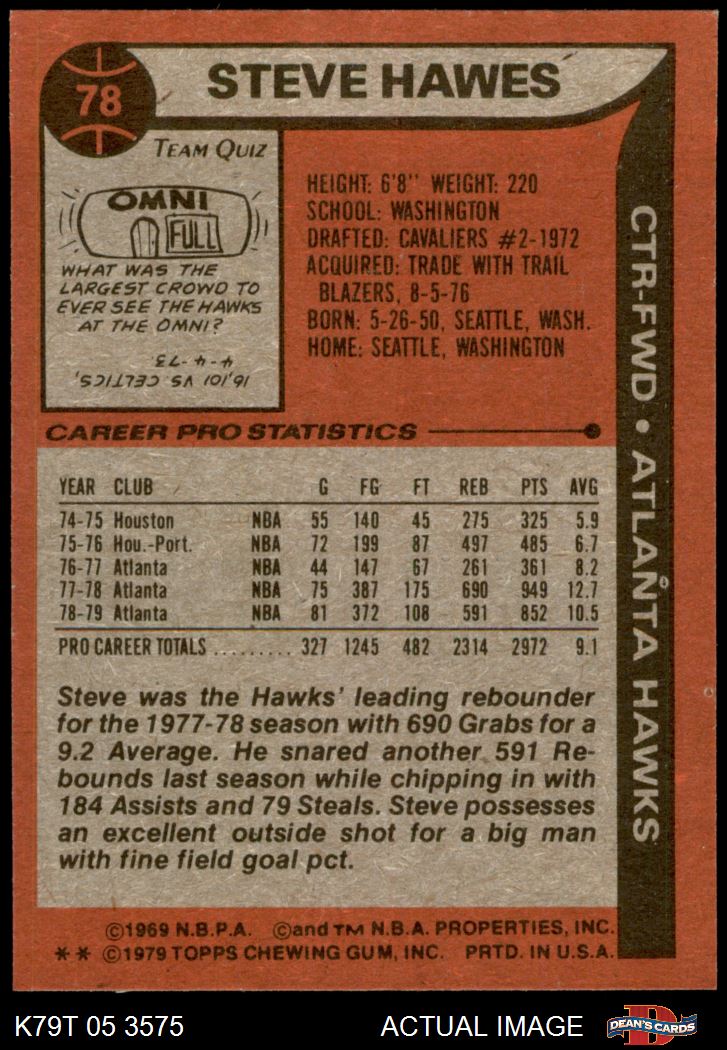 78
STEVE HAWES
TEAM QUIZ
OMNI
FULL
WHAT WAS THE
LARGEST CROWD TO
EVER SEE THE HAWKS
AT THE OMNI?
16,101 VS CELTICS,
4-4-73
HEIGHT: 6'8" WEIGHT: 220
SCHOOL: WASHINGTON
DRAFTED: CAVALIERS #2-1972
ACQUIRED: TRADE WITH TRAIL
BLAZERS, 8-5-76
BORN: 5-26-50, SEATTLE, WASH.
HOME: SEATTLE, WASHINGTON
CTR-FWD • ATLANTA HAWKS
CAREER PRO STATISTICS
YEAR CLUB G FG FT REB PTS AVG
74-75 Houston NBA 55 140 45 275 325 5.9
75-76 Hou.-Port. NBA 72 199 87 497 485 6.7
76-77 Atlanta NBA 44 147 67 261 361 8.2
77-78 Atlanta NBA 75 387 175 690 949 12.7
78-79 Atlanta NBA 81 372 108 591 852 10.5
PRO CAREER TOTALS ......... 327 1245 482 2314 2972 9.1
Steve was the Hawks' leading rebounder
for the 1977-78 season with 690 Grabs for a
9.2 Average. He snared another 591 Re-
bounds last season while chipping in with
184 Assists and 79 Steals. Steve possesses
an excellent outside shot for a big man
with fine field goal pct.
©1969 N.B.P.A. ©and TM N.B.A. PROPERTIES, INC.
** ©1979 TOPPS CHEWING GUM, INC. PRTD. IN U.S.A.
K79T 05 3575
ACTUAL IMAGE
D
DEAN'S CARDS